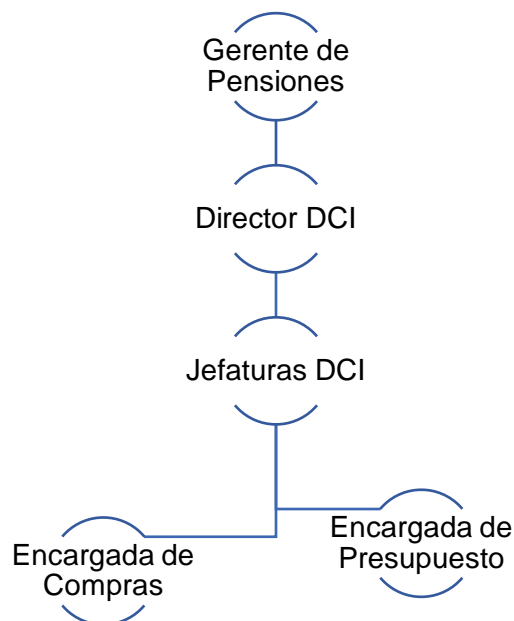 Gerente de
Pensiones
Director DCI
Jefaturas DCI
Encargada de
Compras
Encargada de
Presupuesto